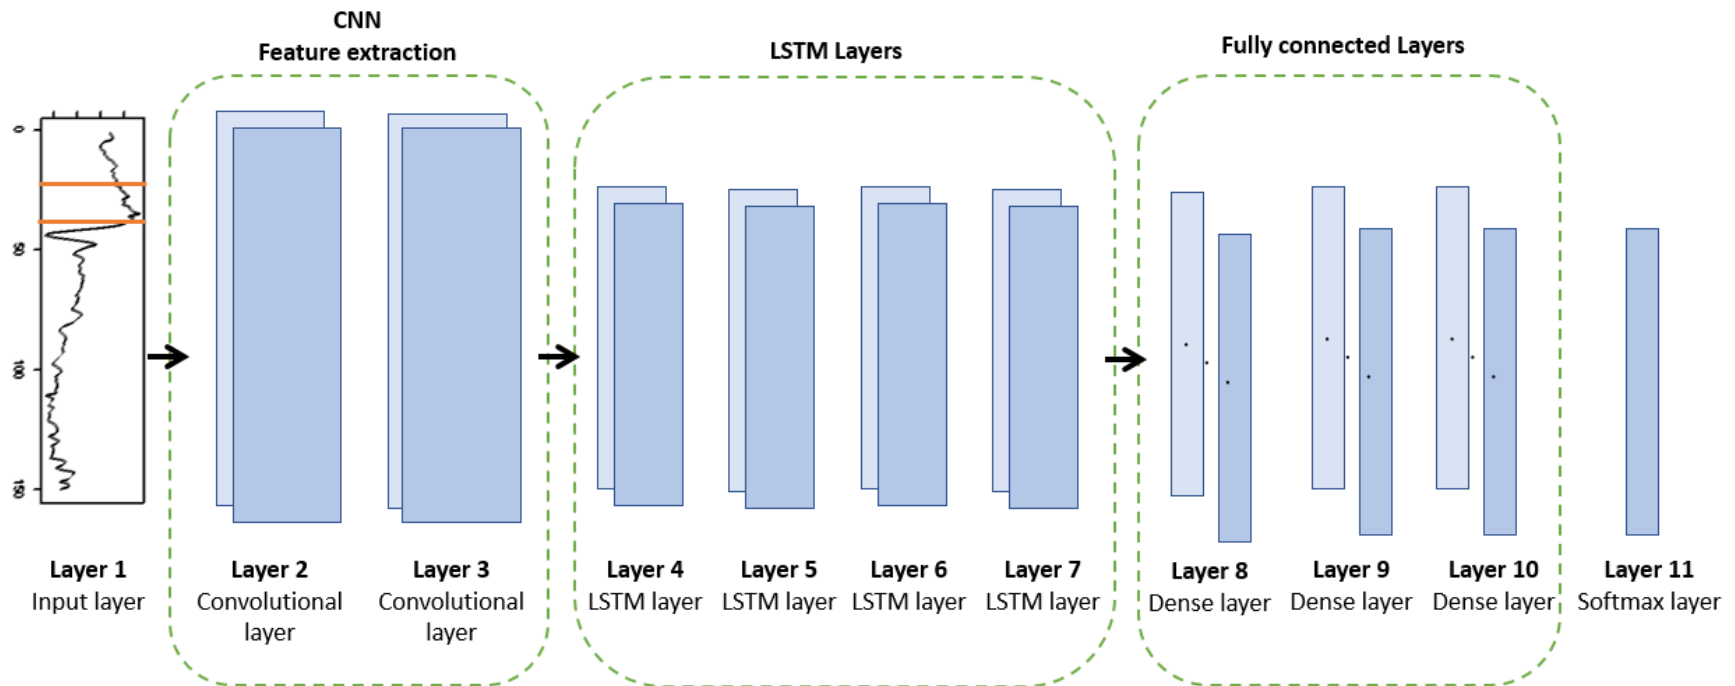 CNN
Feature extraction
LSTM Layers
Fully connected Layers
0
50
100
150
Layer 1
Input layer
Layer 2
Convolutional
layer
Layer 3
Convolutional
layer
Layer 4
LSTM layer
Layer 5
LSTM layer
Layer 6
LSTM layer
Layer 7
LSTM layer
Layer 8
Dense layer
Layer 9
Dense layer
Layer 10
Dense layer
Layer 11
Softmax layer